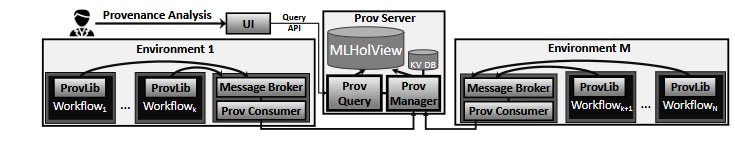 Provenance Analysis
UI
Query
API
Prov Server
MLHolView
KV DB
Prov
Query
Prov
Manager
Environment 1
ProvLib
Workflow1
...
ProvLib
Workflowk
Message Broker
Prov Consumer
Environment M
Message Broker
Prov Consumer
ProvLib
Workflowk+1
...
ProvLib
WorkflowN